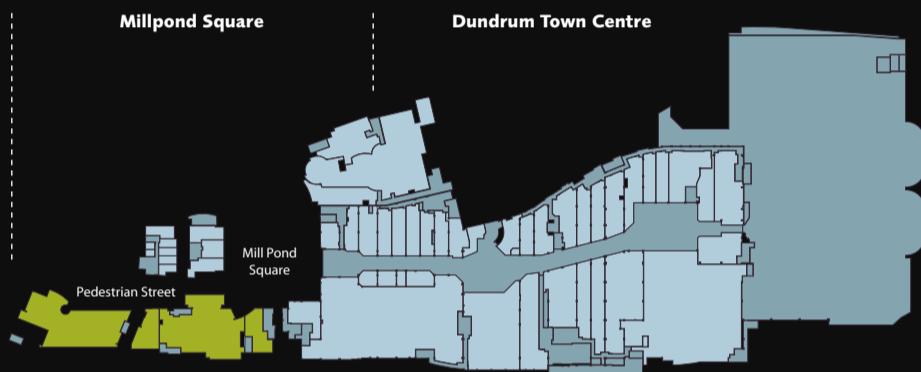 Millpond Square
Dundrum Town Centre
Mill Pond
Square
Pedestrian Street